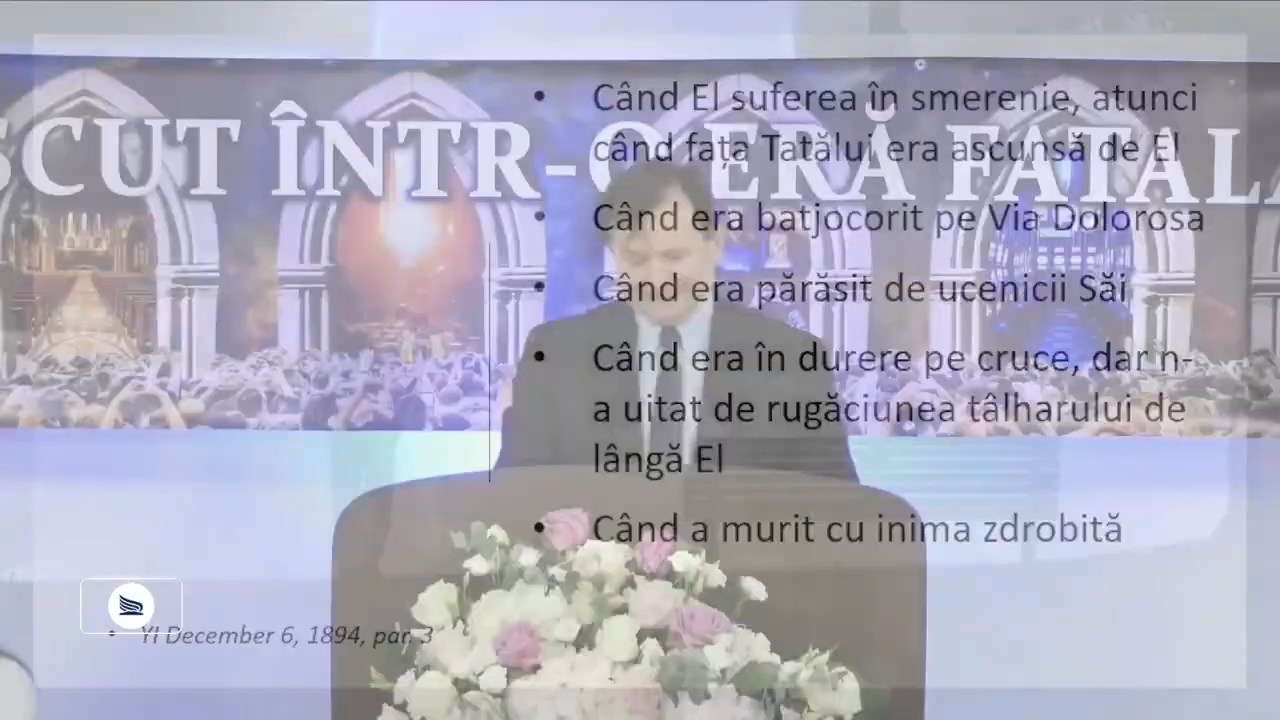 SCUT ÎNTR-O ERĂ FATAL
Când El suferea în smerenie, atunci
când fața Tatălui era ascunsă de El
Când era batjocorit pe Via Dolorosa
Când era părăsit de ucenicii Săi
Când era în durere pe cruce, dar n-
a uitat de rugăciunea tâlharului de
lângă El
Când a murit cu inima zdrobită
YI December 6, 1894, par. 3